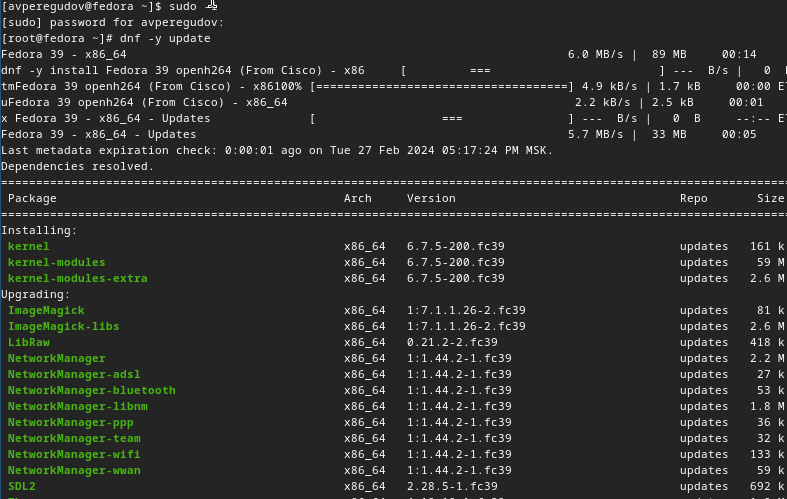 [avperegudov@fedora ~]$ sudo -i
[sudo] password for avperegudov:
[root@fedora ~]# dnf -y update
Fedora 39 - x86_64 6.0 MB/s | 89 MB 00:14
dnf -y install Fedora 39 openh264 (From Cisco) - x86 [ === ] --- B/s | 0
tmFedora 39 openh264 (From Cisco) - x86100% [================================] 4.9 kB/s | 1.7 kB 00:00 ET
uFedora 39 openh264 (From Cisco) - x86_64 2.2 kB/s | 2.5 kB 00:01
x Fedora 39 - x86_64 - Updates [ === ] --- B/s | 0 B --:-- ET
Fedora 39 - x86_64 - Updates 5.7 MB/s | 33 MB 00:05
Last metadata expiration check: 0:00:01 ago on Tue 27 Feb 2024 05:17:24 PM MSK.
Dependencies resolved.
================================================================================
Package Arch Version Repo Size
================================================================================
Installing:
kernel x86_64 6.7.5-200.fc39 updates 161 k
kernel-modules x86_64 6.7.5-200.fc39 updates 59 M
kernel-modules-extra x86_64 6.7.5-200.fc39 updates 2.6 M
Upgrading:
ImageMagick x86_64 1:7.1.1.26-2.fc39 updates 81 k
ImageMagick-libs x86_64 1:7.1.1.26-2.fc39 updates 2.6 M
LibRaw x86_64 0.21.2-2.fc39 updates 418 k
NetworkManager x86_64 1:1.44.2-1.fc39 updates 2.2 M
NetworkManager-adsl x86_64 1:1.44.2-1.fc39 updates 27 k
NetworkManager-bluetooth x86_64 1:1.44.2-1.fc39 updates 53 k
NetworkManager-libnm x86_64 1:1.44.2-1.fc39 updates 1.8 M
NetworkManager-ppp x86_64 1:1.44.2-1.fc39 updates 36 k
NetworkManager-team x86_64 1:1.44.2-1.fc39 updates 32 k
NetworkManager-wifi x86_64 1:1.44.2-1.fc39 updates 133 k
NetworkManager-wwan x86_64 1:1.44.2-1.fc39 updates 59 k
SDL2 x86_64 2.28.5-1.fc39 updates 692 k